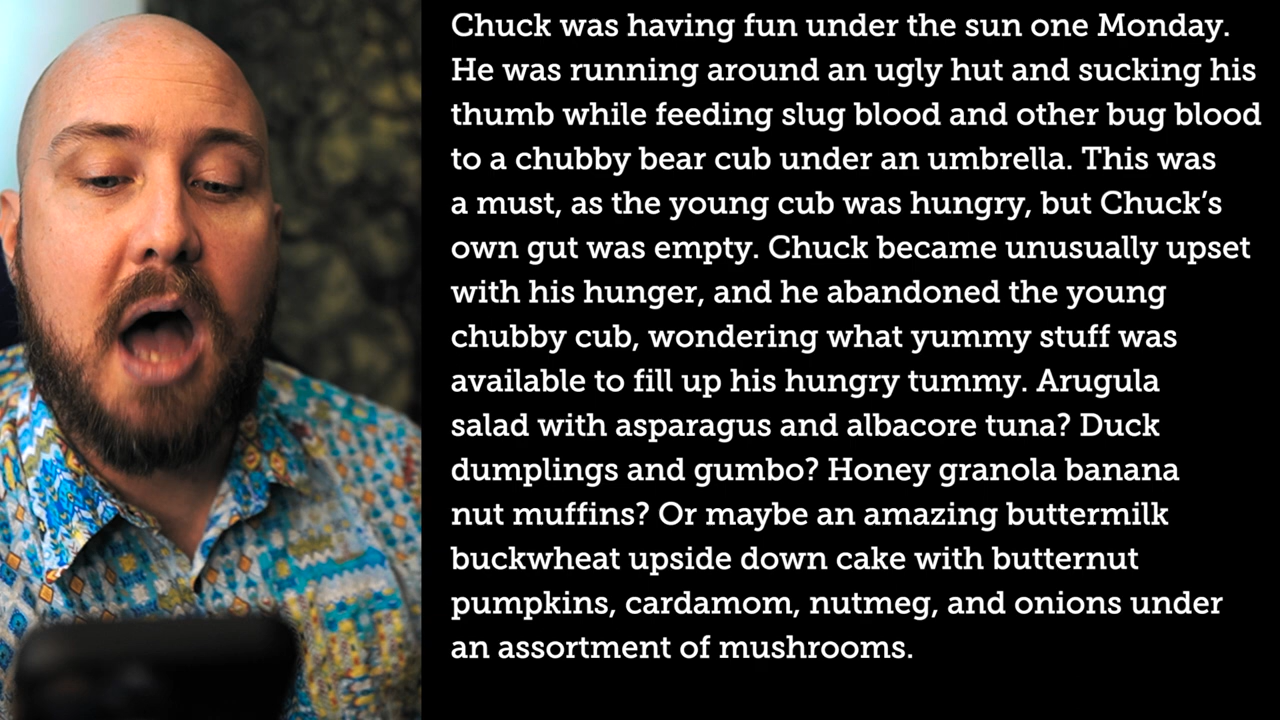 Chuck was having fun under the sun one Monday.
He was running around an ugly hut and sucking his
thumb while feeding slug blood and other bug blood
to a chubby bear cub under an umbrella. This was
a must, as the young cub was hungry, but Chuck’s
own gut was empty. Chuck became unusually upset
with his hunger, and he abandoned the young
chubby cub, wondering what yummy stuff was
available to fill up his hungry tummy. Arugula
salad with asparagus and albacore tuna? Duck
dumplings and gumbo? Honey granola banana
nut muffins? Or maybe an amazing buttermilk
buckwheat upside down cake with butternut
pumpkins, cardamom, nutmeg, and onions under
an assortment of mushrooms.